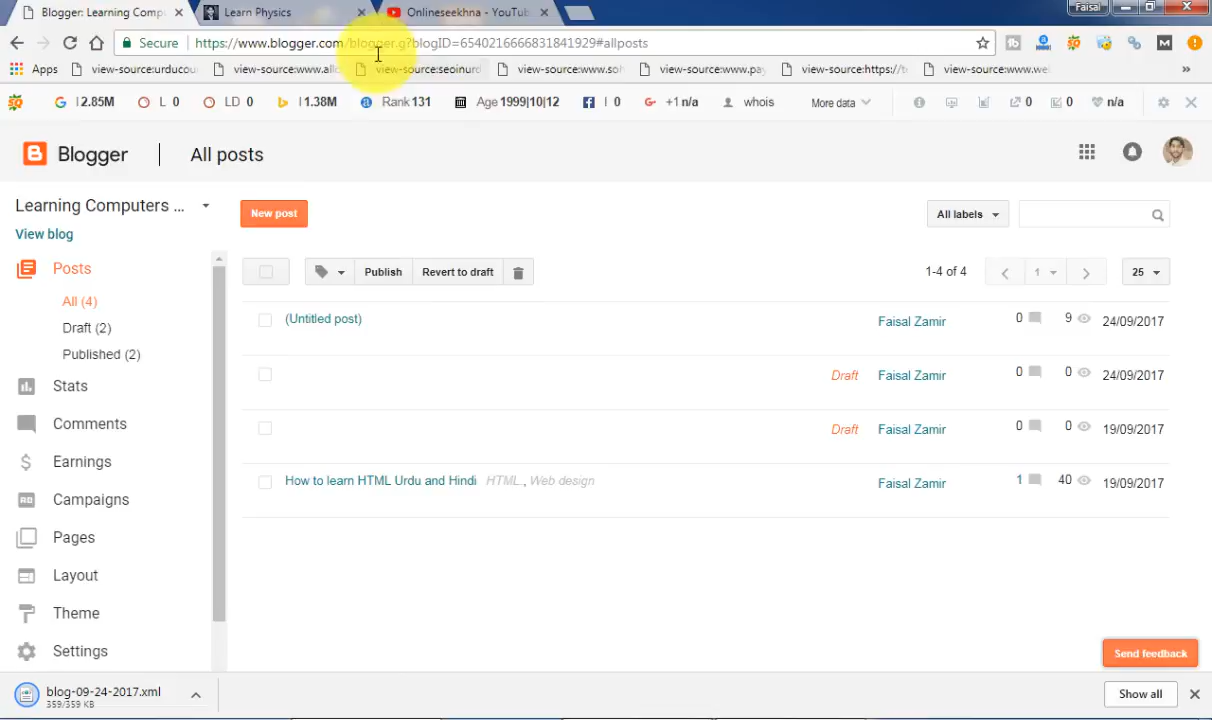 Blogger: Learning Compu
Learn Physics
Onlineseekhna - YouTub
Faisal
Secure
https://www.blogger.com/blogger.g?blogID=6540216666831841929#allposts
Apps
view-source:urducou
view-source:www.allo
view-source:seoinurd
view-source:www.soh
view-source:www.pay
view-source:https://t
view-source:www.we
I 2.85M
L 0
LD 0
I 1.38M
Rank 131
Age 1999|10|12
I 0
+1 n/a
whois
More data
0
0
n/a
Blogger
All posts
Learning Computers ...
New post
All labels
View blog
Posts
Publish
Revert to draft
1-4 of 4
1
25
All (4)
Draft (2)
Published (2)
(Untitled post)
Faisal Zamir
0
9
24/09/2017
Draft
Faisal Zamir
0
0
24/09/2017
Draft
Faisal Zamir
0
0
19/09/2017
How to learn HTML Urdu and Hindi HTML , Web design
Faisal Zamir
1
40
19/09/2017
Stats
Comments
Earnings
Campaigns
Pages
Layout
Theme
Settings
Send feedback
blog-09-24-2017.xml
359/359 KB
Show all